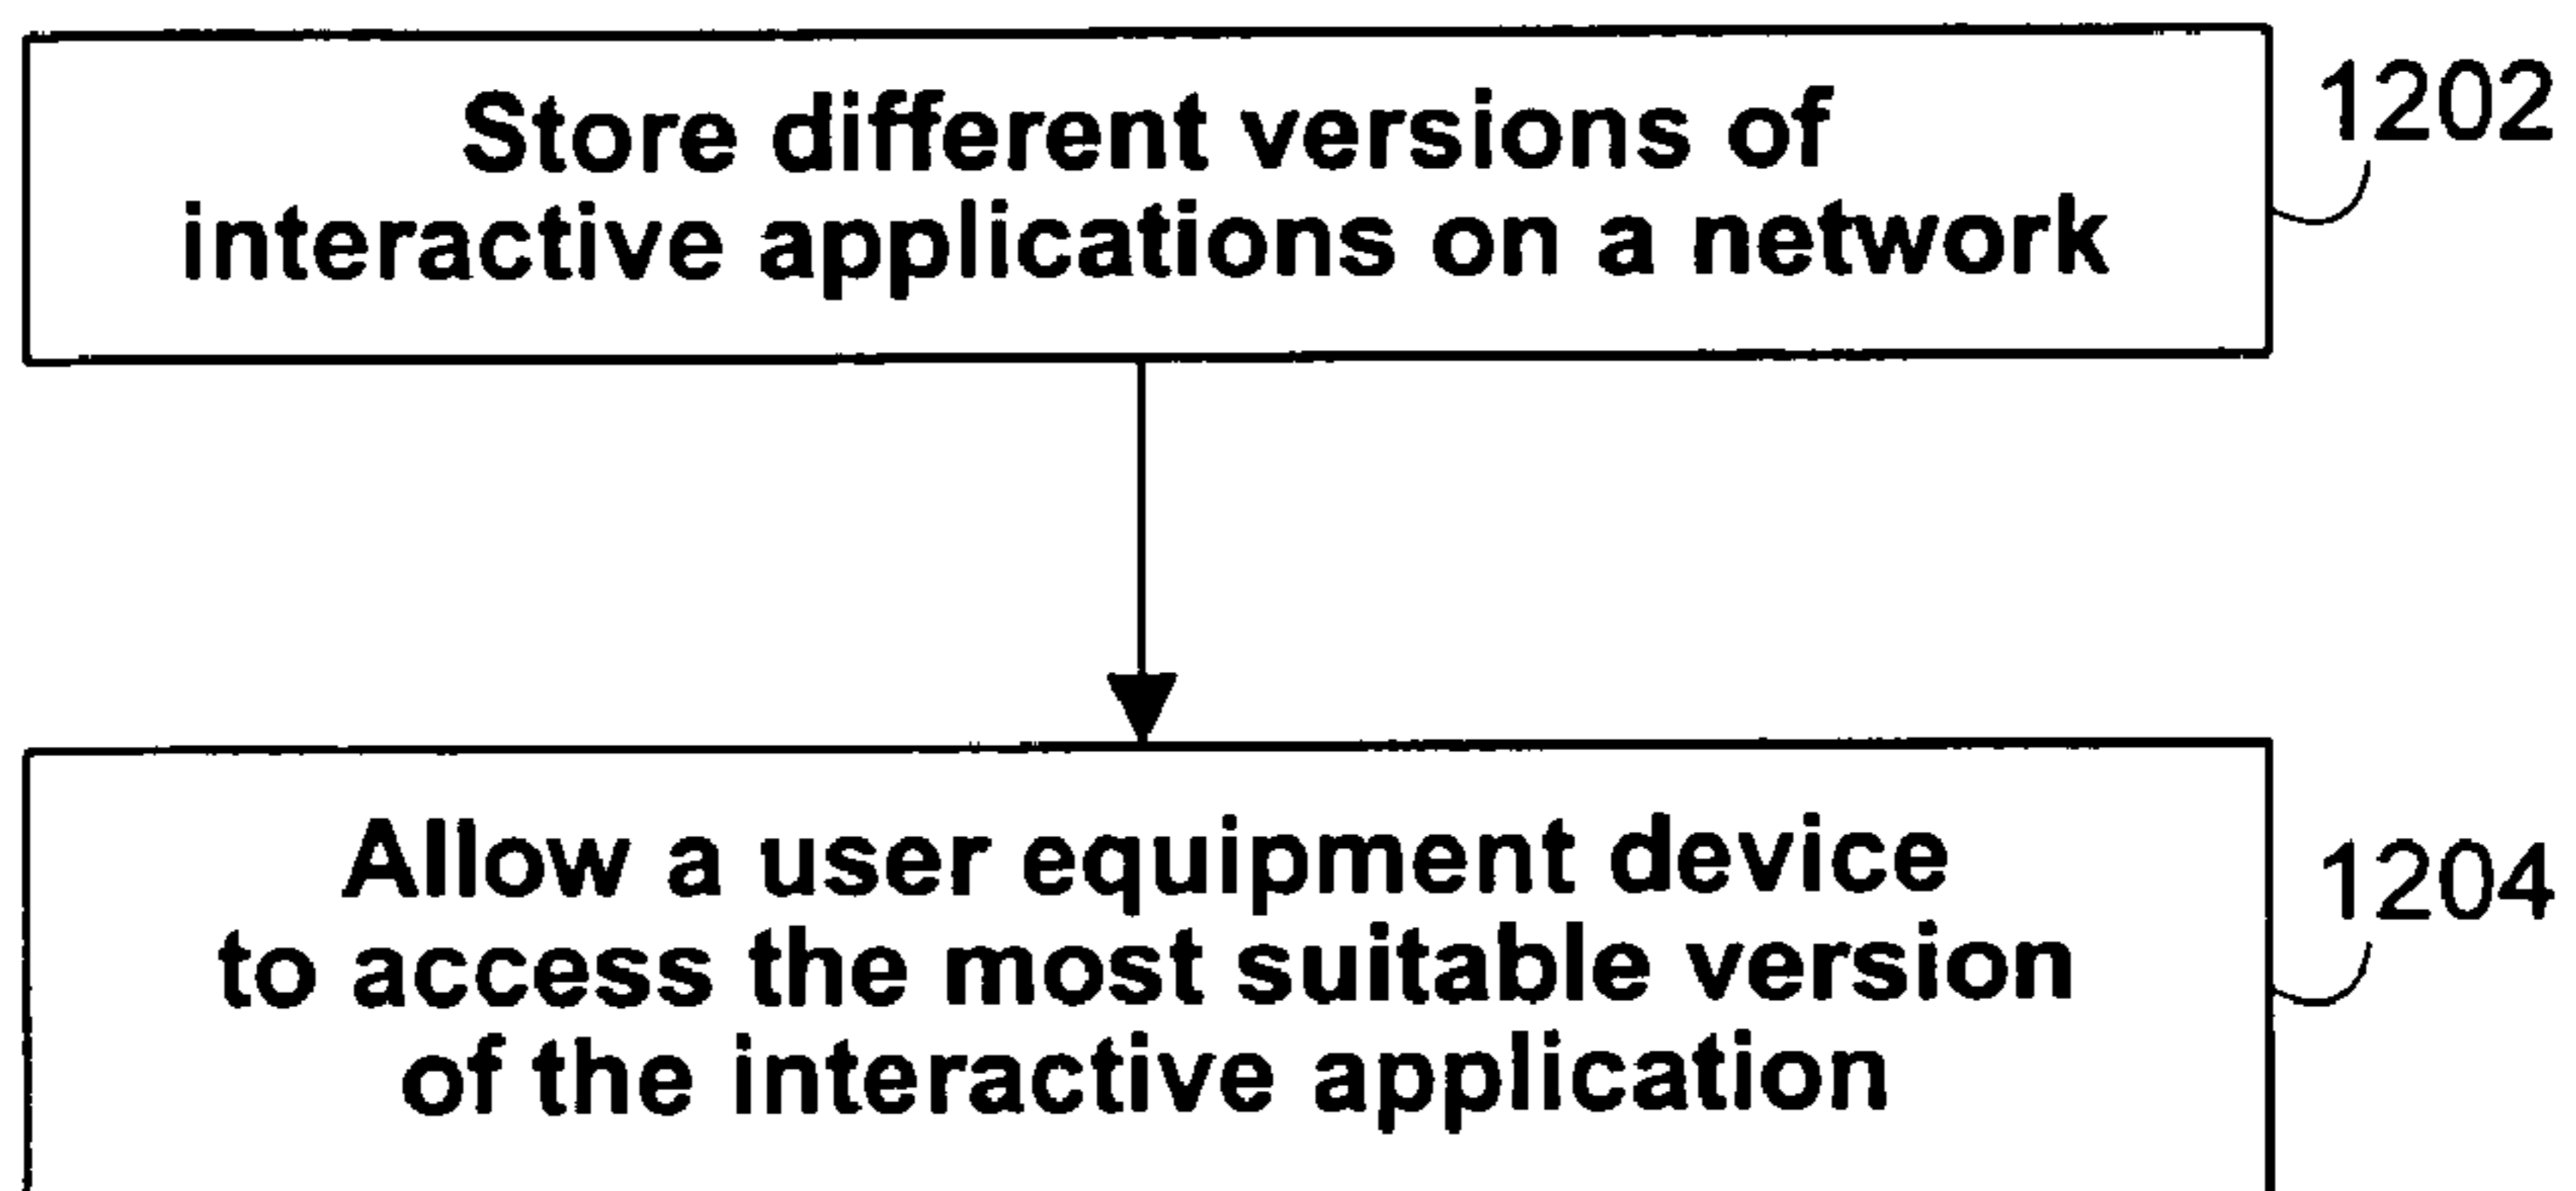 Store different versions of
interactive applications on a network
1202
Allow a user equipment device
to access the most suitable version
of the interactive application
1204